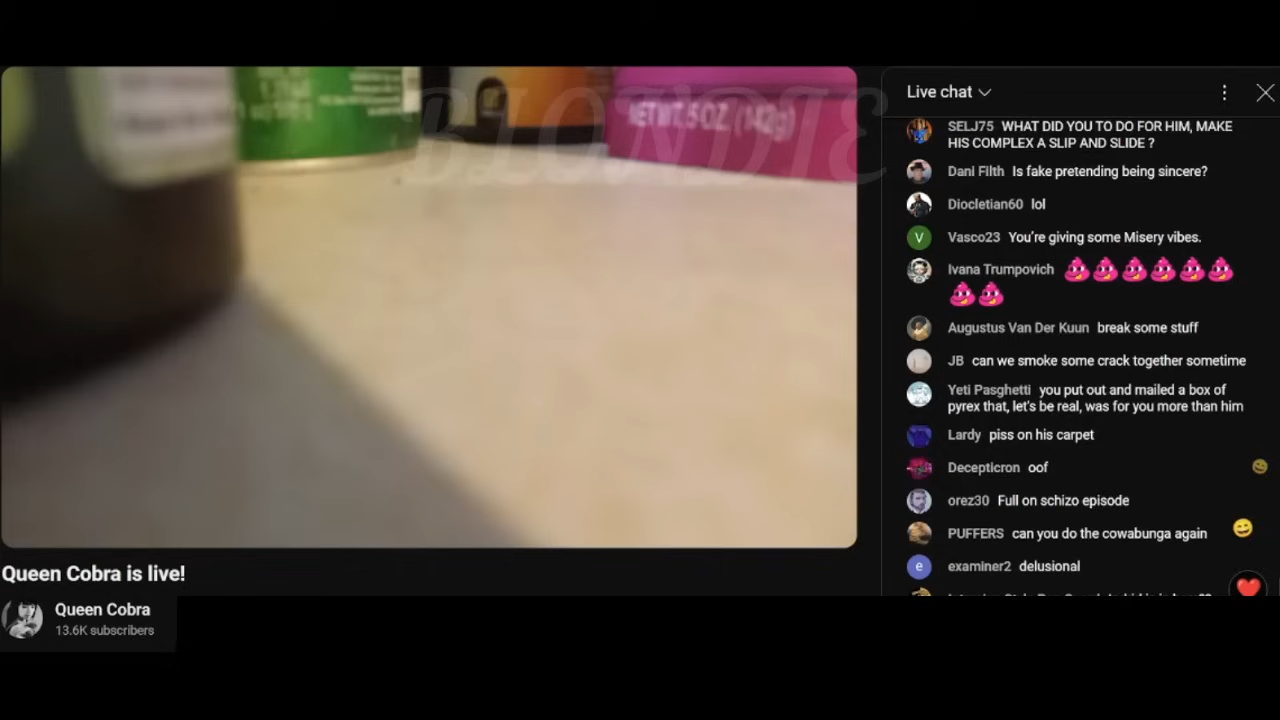 NETWT.5 OZ (142g)
BLONDIE
Live chat
SELJ75 WHAT DID YOU TO DO FOR HIM, MAKE
HIS COMPLEX A SLIP AND SLIDE ?
Dani Filth Is fake pretending being sincere?
Diocletian60 lol
V Vasco23 You're giving some Misery vibes.
Ivana Trumpovich
Augustus Van Der Kuun break some stuff
JB can we smoke some crack together sometime
Yeti Pasghetti you put out and mailed a box of
pyrex that, let's be real, was for you more than him
Lardy piss on his carpet
Decepticron oof
orez30 Full on schizo episode
PUFFERS can you do the cowabunga again
e examiner2 delusional
Queen Cobra is live!
Queen Cobra
13.6K subscribers